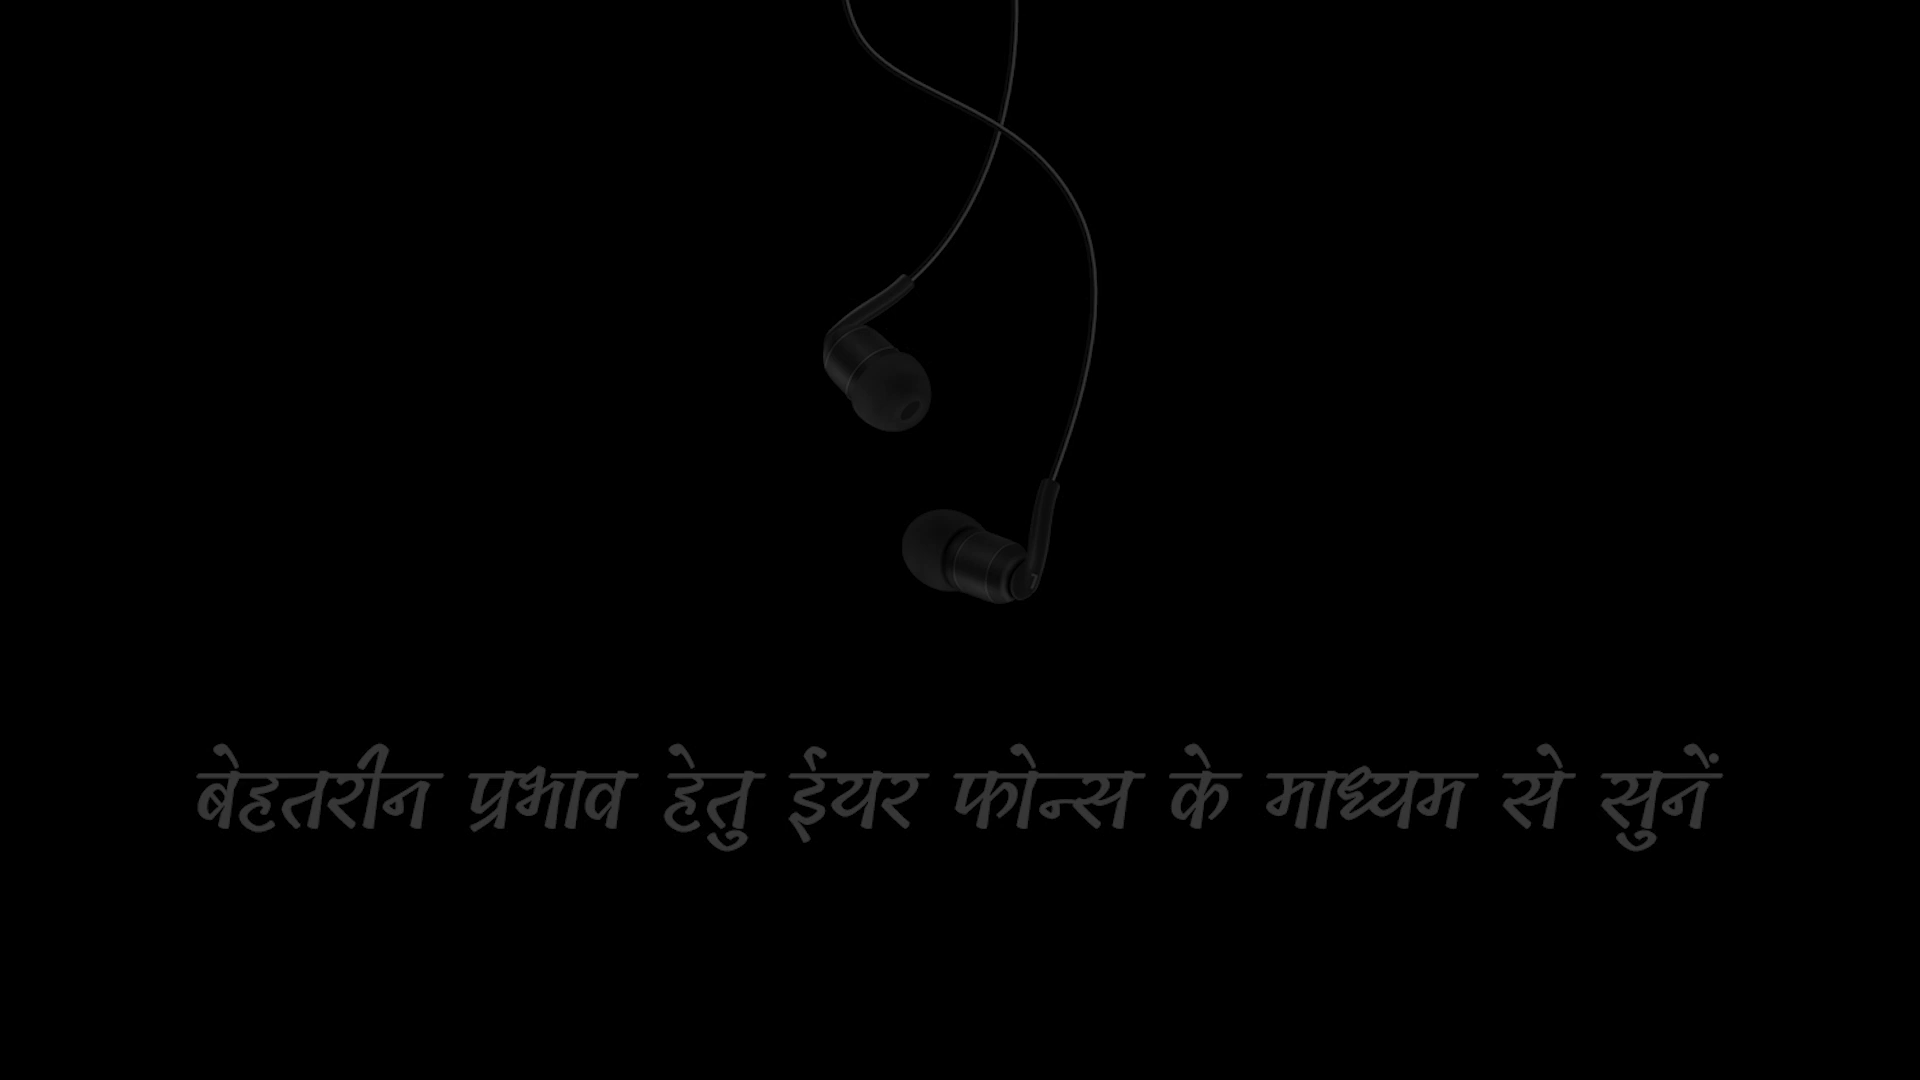 बेहतरीन प्रभाव हेतु ईयर फोन्स के माध्यम से सुनें